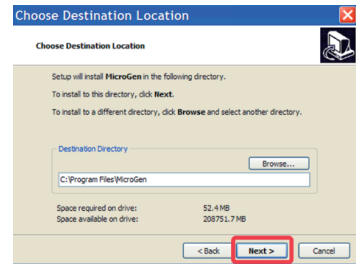 Choose Destination Location
Choose Destination Location
Setup will install MicroGen in the following directory.
To install to this directory, click Next.
To install to a different directory, click Browse and select another directory.
Destination Directory
Browse...
C:\Program Files\MicroGen
Space required on drive: 52.4 MB
Space available on drive: 208751.7 MB
< Back Next > Cancel